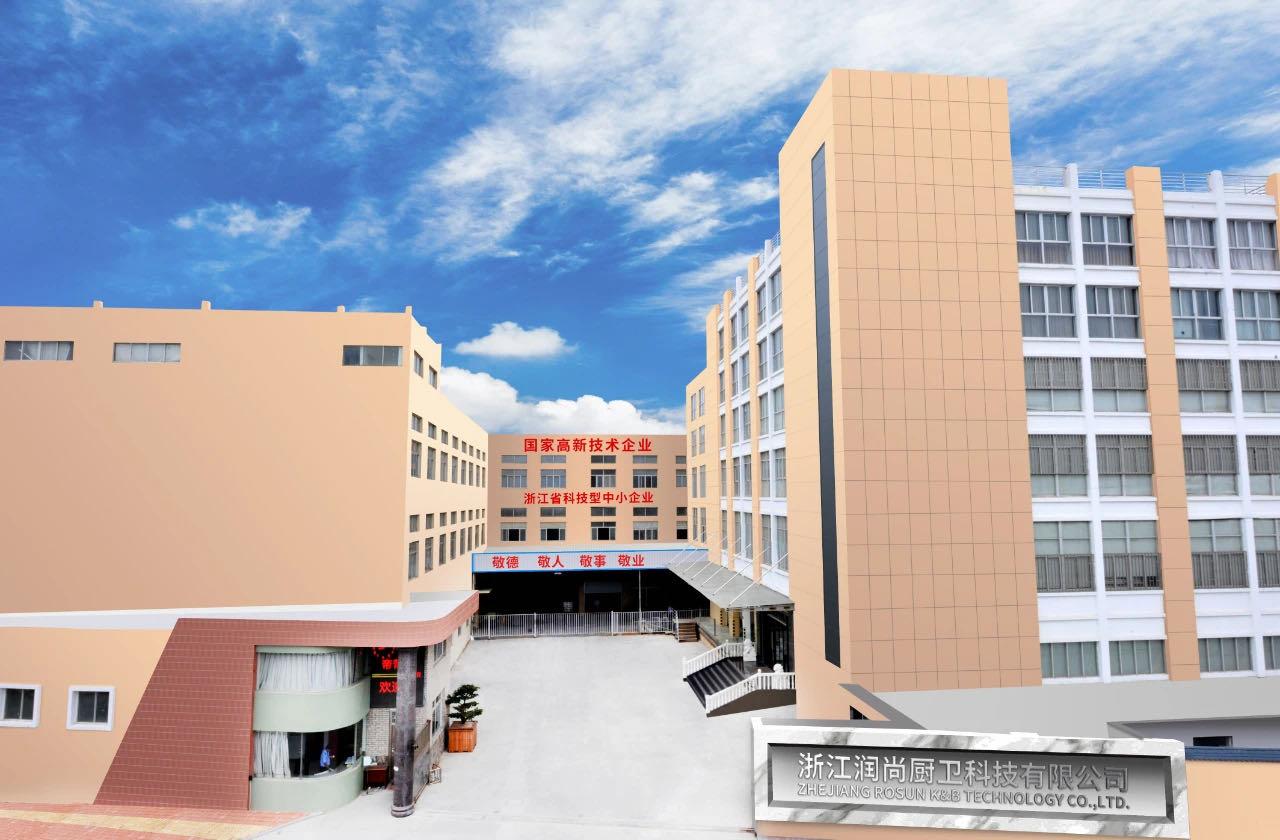 国家高新技术企业
浙江省科技型中小企业
敬德 敬人 敬事 敬业
欢迎
浙江润尚厨卫科技有限公司
ZHEJIANG ROSUN K&B TECHNOLOGY CO.,LTD.